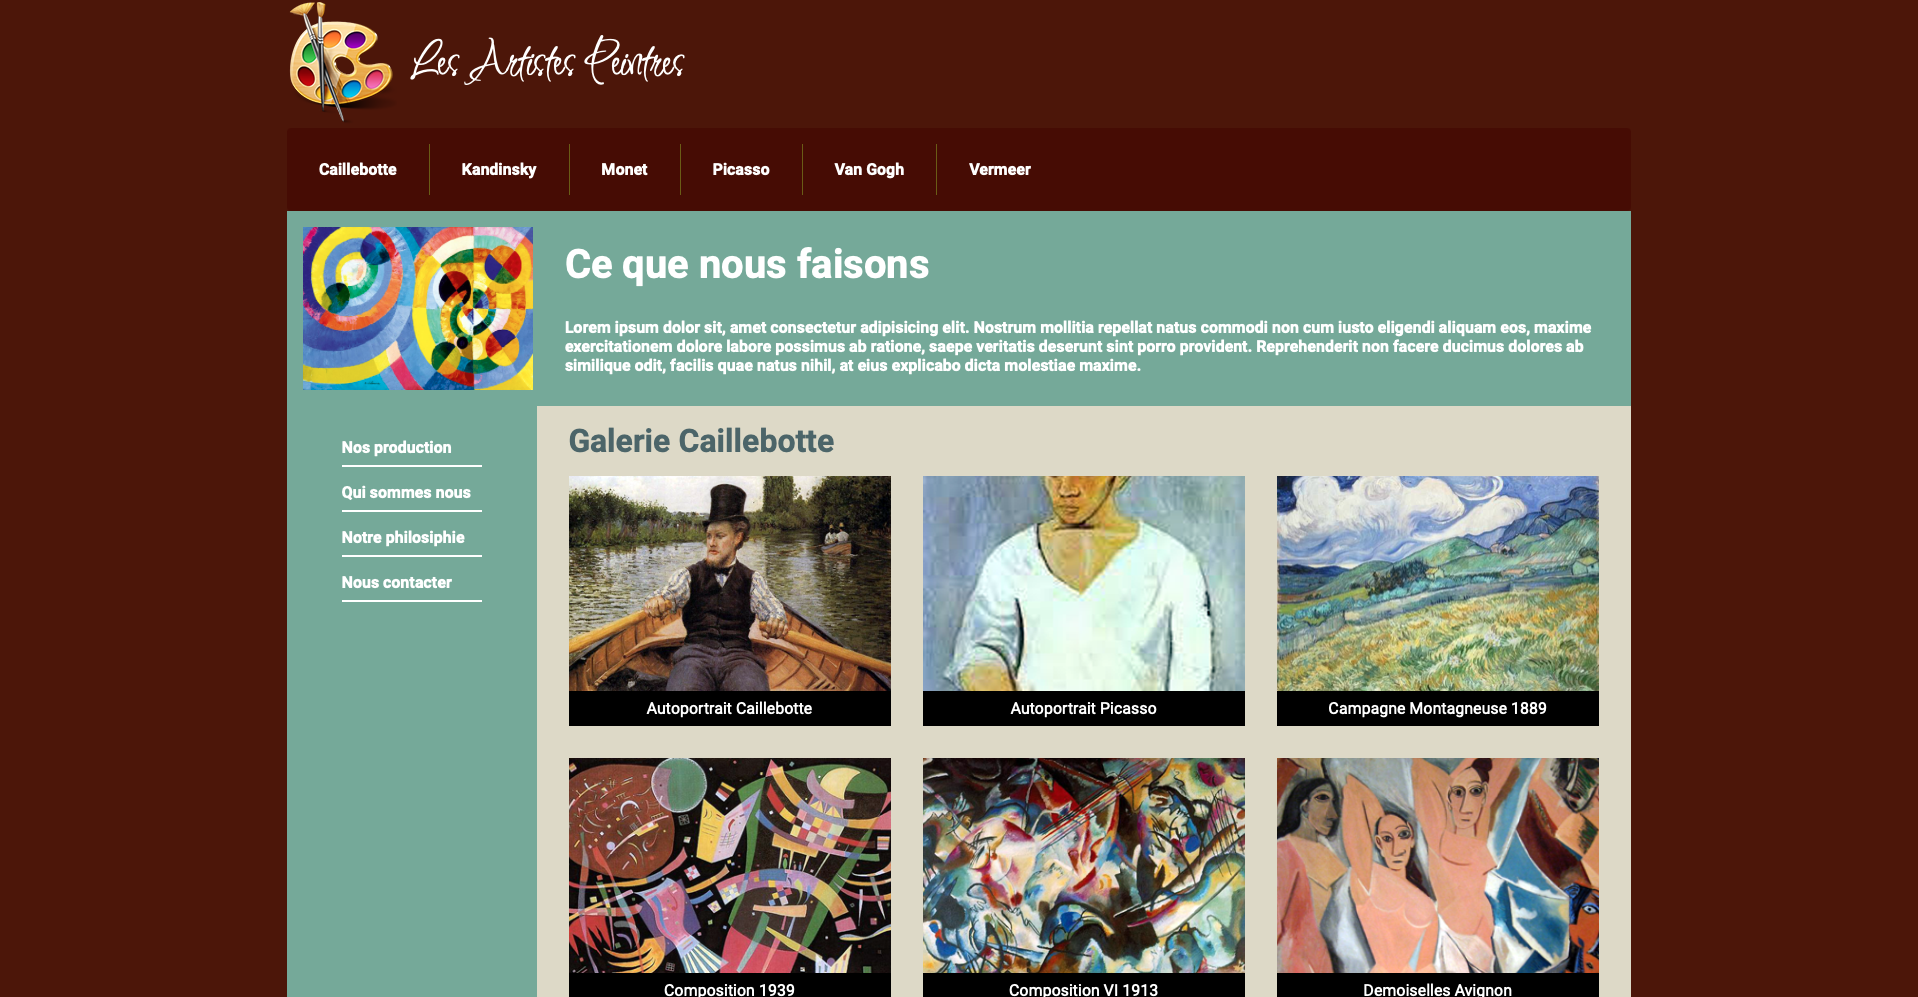 Les Artistes Peintres
Caillebotte
Kandinsky
Monet
Picasso
Van Gogh
Vermeer
Ce que nous faisons
Lorem ipsum dolor sit, amet consectetur adipisicing elit. Nostrum mollitia repellat natus commodi non cum iusto eligendi aliquam eos, maxime
exercitationem dolore labore possimus ab ratione, saepe veritatis deserunt sint porro provident. Reprehenderit non facere ducimus dolores ab
similique odit, facilis quae natus nihil, at eius explicabo dicta molestiae maxime.
Nos production
Qui sommes nous
Notre philosiphie
Nous contacter
Galerie Caillebotte
Autoportrait Caillebotte
Autoportrait Picasso
Campagne Montagneuse 1889
Composition 1939
Composition VI 1913
Demoiselles Avignon